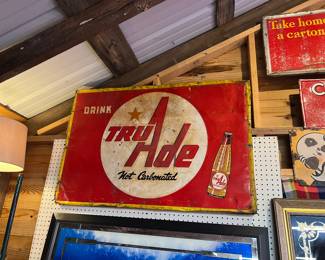 DRINK
TRU Ade
Not Carbonated
Take home
a carton